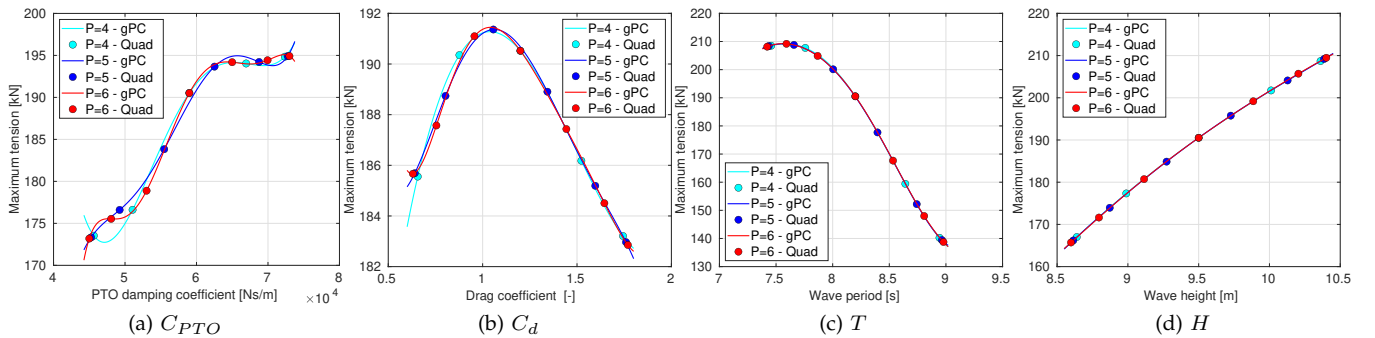 Maximum tension [kN]
200
195
190
185
180
175
170
P=4 - gPC
P=4 - Quad
P=5 - gPC
P=5 - Quad
P=6 - gPC
P=6 - Quad
4 5 6 7 8
PTO damping coefficient [Ns/m] ×10⁴
(a) C_{PTO}
Maximum tension [kN]
192
190
188
186
184
182
P=4 - gPC
P=4 - Quad
P=5 - gPC
P=5 - Quad
P=6 - gPC
P=6 - Quad
0.5 1 1.5 2
Drag coefficient [-]
(b) C_d
Maximum tension [kN]
220
210
200
190
180
170
160
150
140
130
P=4 - gPC
P=4 - Quad
P=5 - gPC
P=5 - Quad
P=6 - gPC
P=6 - Quad
7 7.5 8 8.5 9 9.5
Wave period [s]
(c) T
Maximum tension [kN]
220
210
200
190
180
170
160
P=4 - gPC
P=4 - Quad
P=5 - gPC
P=5 - Quad
P=6 - gPC
P=6 - Quad
8.5 9 9.5 10 10.5
Wave height [m]
(d) H